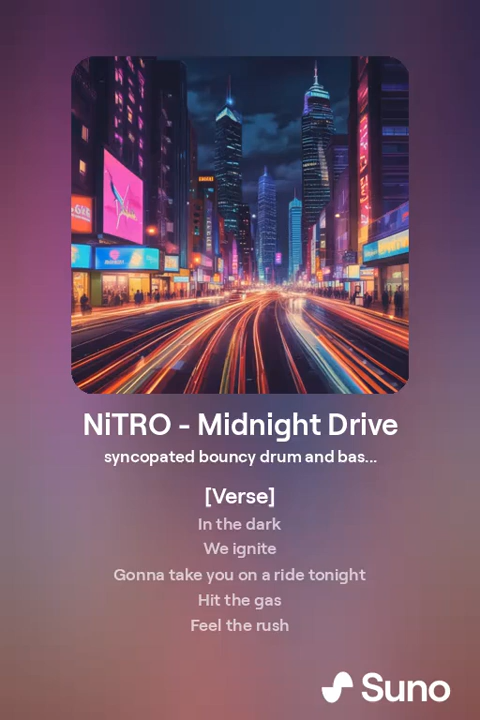 NiTRO - Midnight Drive
syncopated bouncy drum and bas...
[Verse]
In the dark
We ignite
Gonna take you on a ride tonight
Hit the gas
Feel the rush
Suno